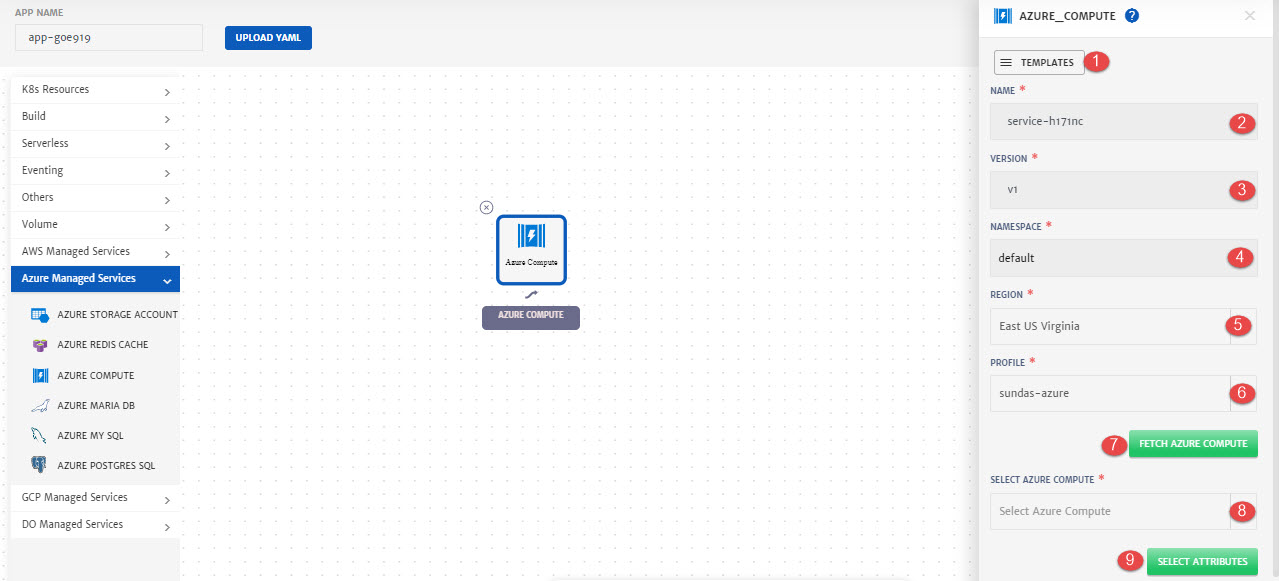 APP NAME
app-goe919
UPLOAD YAML
K8s Resources
Build
Serverless
Eventing
Others
Volume
AWS Managed Services
Azure Managed Services
AZURE STORAGE ACCOUNT
AZURE REDIS CACHE
AZURE COMPUTE
AZURE MARIA DB
AZURE MY SQL
AZURE POSTGRES SQL
GCP Managed Services
DO Managed Services
Azure Compute
AZURE COMPUTE
AZURE_COMPUTE ?
TEMPLATES 1
NAME *
service-h171nc 2
VERSION *
v1 3
NAMESPACE *
default 4
REGION *
East US Virginia 5
PROFILE *
sundas-azure 6
7 FETCH AZURE COMPUTE
SELECT AZURE COMPUTE *
Select Azure Compute 8
9 SELECT ATTRIBUTES